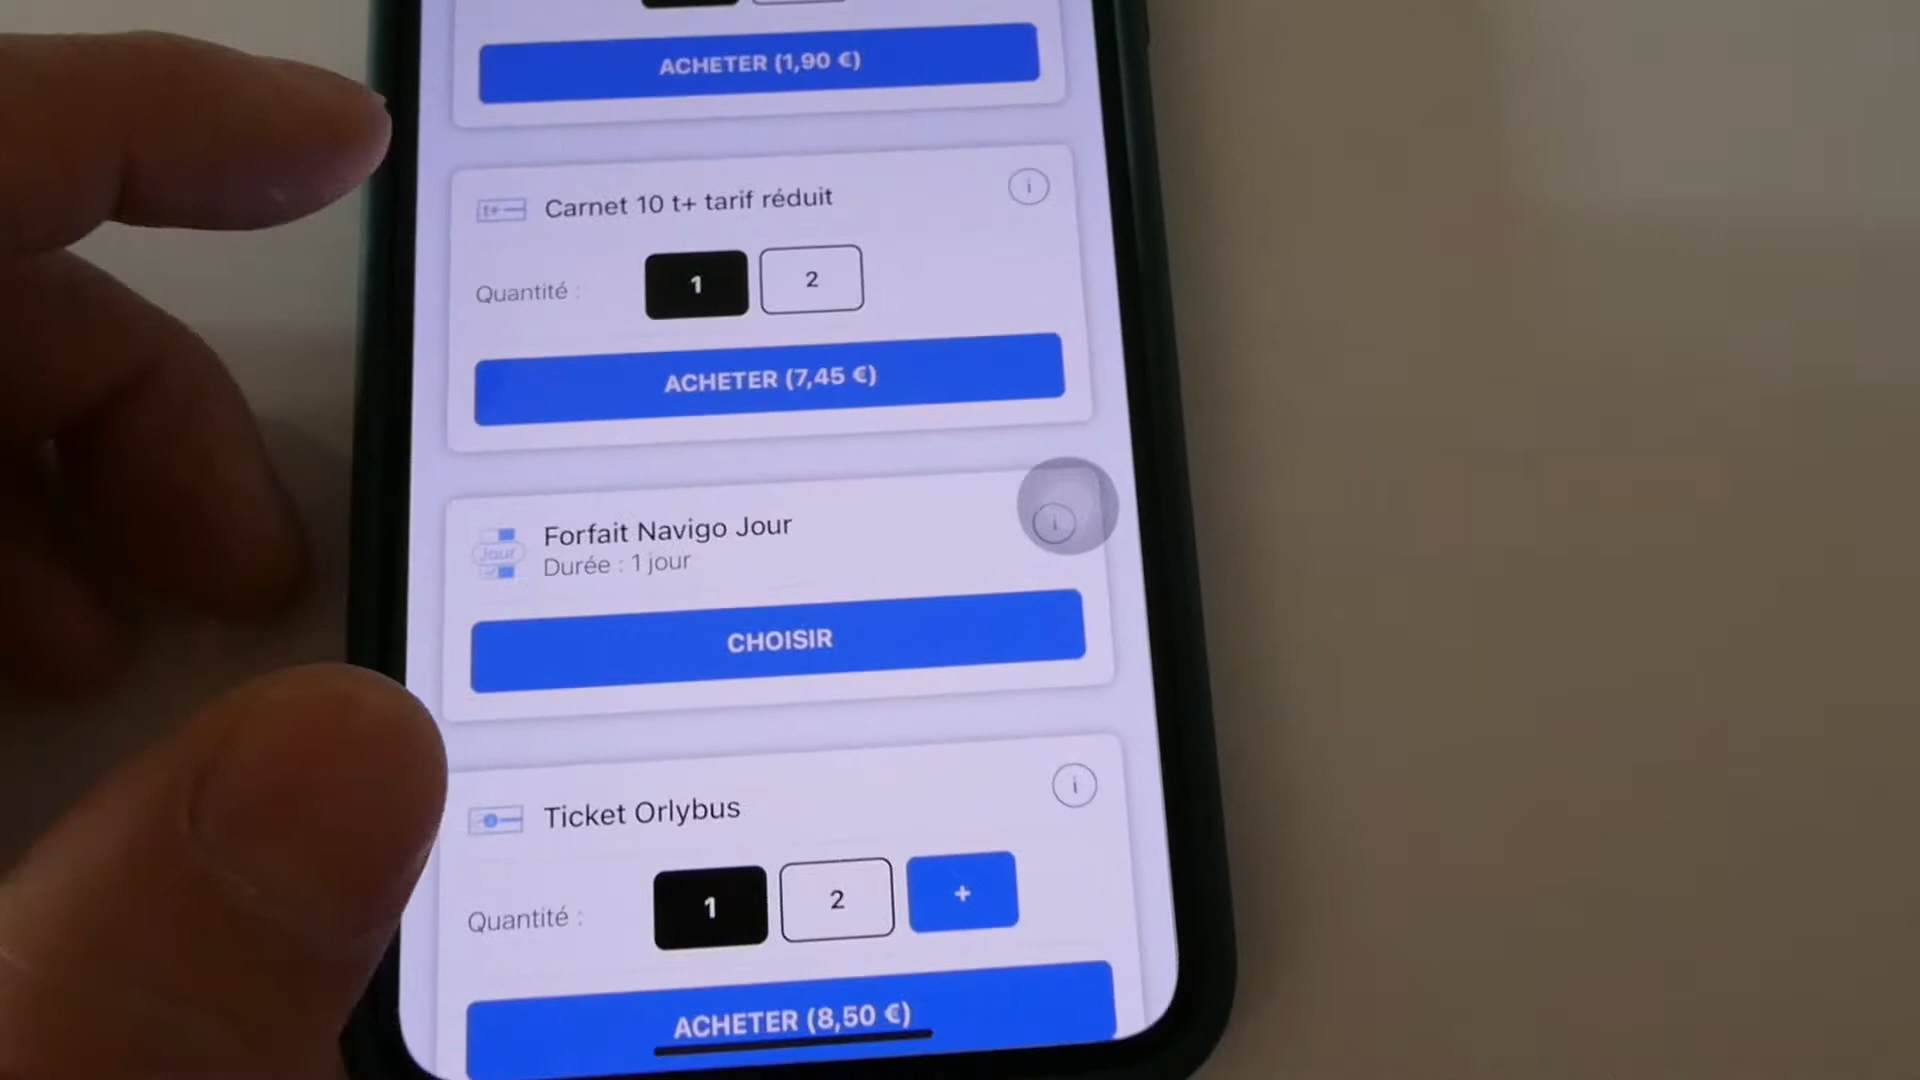 ACHETER (1,90 €)
t+
Carnet 10 t+ tarif réduit
i
Quantité :
1
2
ACHETER (7,45 €)
Jour
Forfait Navigo Jour
i
Durée : 1 jour
CHOISIR
Ticket Orlybus
i
Quantité :
1
2
+
ACHETER (8,50 €)